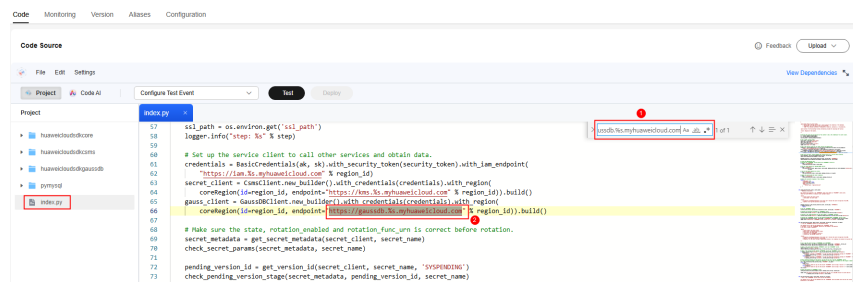 Code Monitoring Version Aliases Configuration
Code Source
Feedback Upload
File Edit Settings
View Dependencies
Project Code AI Configure Test Event Test Deploy
Project
index.py ×
1
ussdb.%s.myhuaweicloud.com Aa 1 of 1
huaweicloudsdkcore
huaweicloudsdkcsms
huaweicloudsdkgaussdb
pymysql
index.py
57 ssl_path = os.environ.get('ssl_path')
58 logger.info("step: %s" % step)
59
60 # Set up the service client to call other services and obtain data.
61 credentials = BasicCredentials(ak, sk).with_security_token(security_token).with_iam_endpoint(
62 "https://iam.%s.myhuaweicloud.com" % region_id)
63 secret_client = CsmsClient.new_builder().with_credentials(credentials).with_region(
64 coreRegion(id=region_id, endpoint="https://kms.%s.myhuaweicloud.com" % region_id)).build()
65 gauss_client = GaussDBClient.new_builder().with_credentials(credentials).with_region(
66 coreRegion(id=region_id, endpoint="https://gaussdb.%s.myhuaweicloud.com" % region_id)).build()
2
67
68 # Make sure the state, rotation_enabled and rotation_func_urn is correct before rotation.
69 secret_metadata = get_secret_metadata(secret_client, secret_name)
70 check_secret_params(secret_metadata, secret_name)
71
72 pending_version_id = get_version_id(secret_client, secret_name, 'SYSPENDING')
73 check_pending_version_stage(secret_metadata, pending_version_id, secret_name)